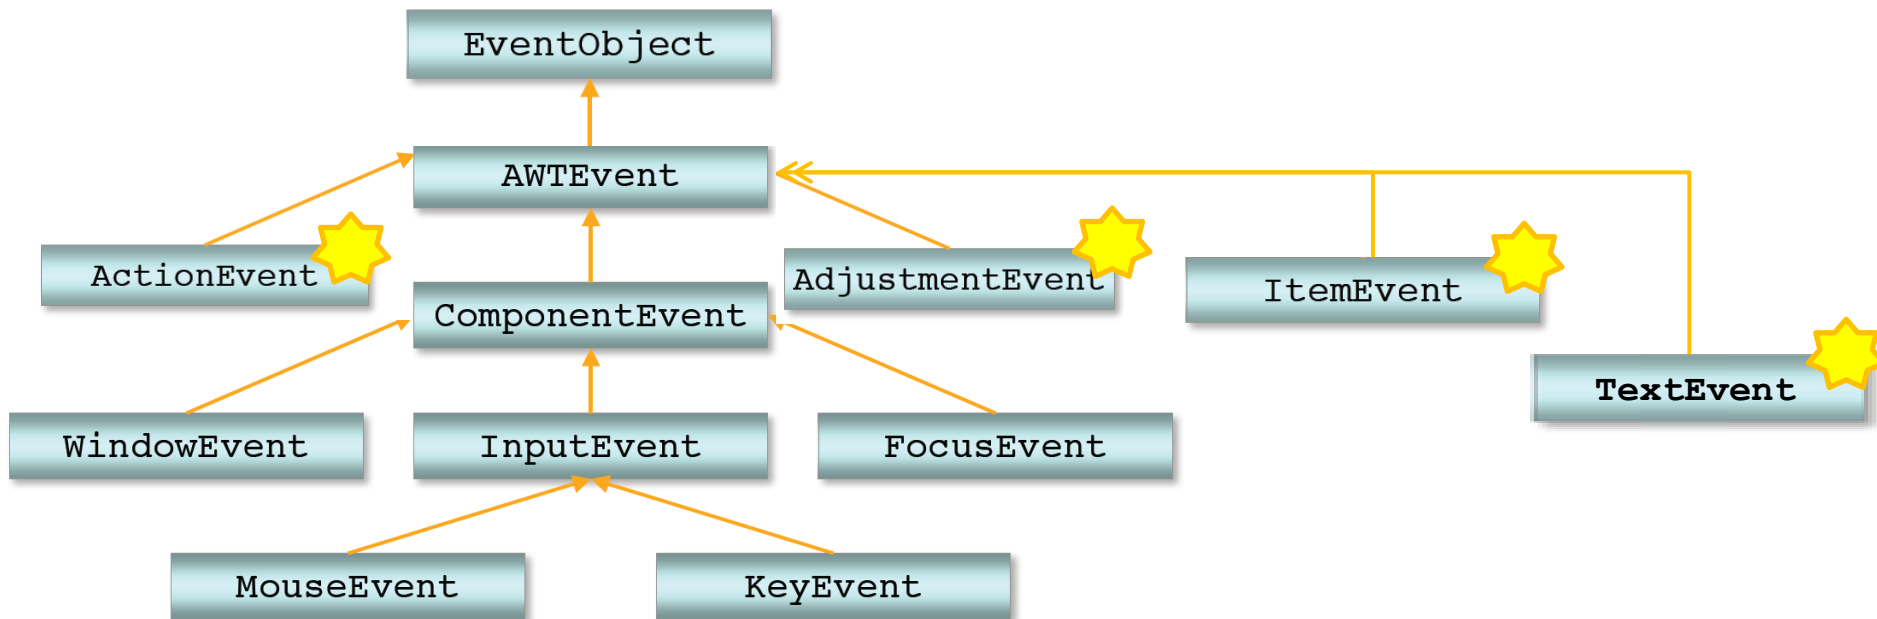 EventObject
AWTEvent
ActionEvent
AdjustmentEvent
ItemEvent
ComponentEvent
TextEvent
WindowEvent
InputEvent
FocusEvent
MouseEvent
KeyEvent